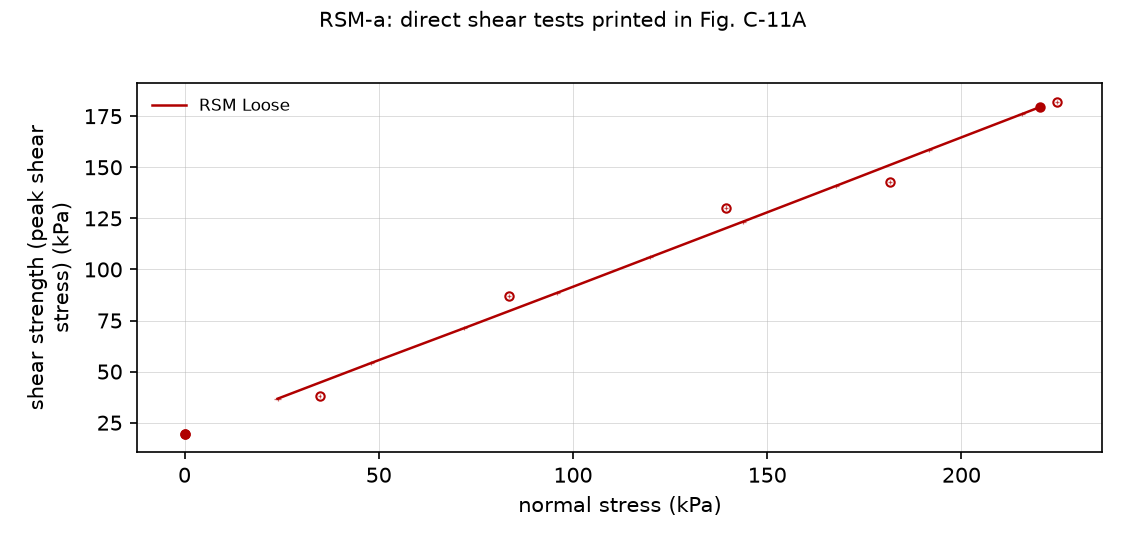 RSM-a: direct shear tests printed in Fig. C-11A
RSM Loose
shear strength (peak shear
stress) (kPa)
175
150
125
100
75
50
25
0 50 100 150 200
normal stress (kPa)